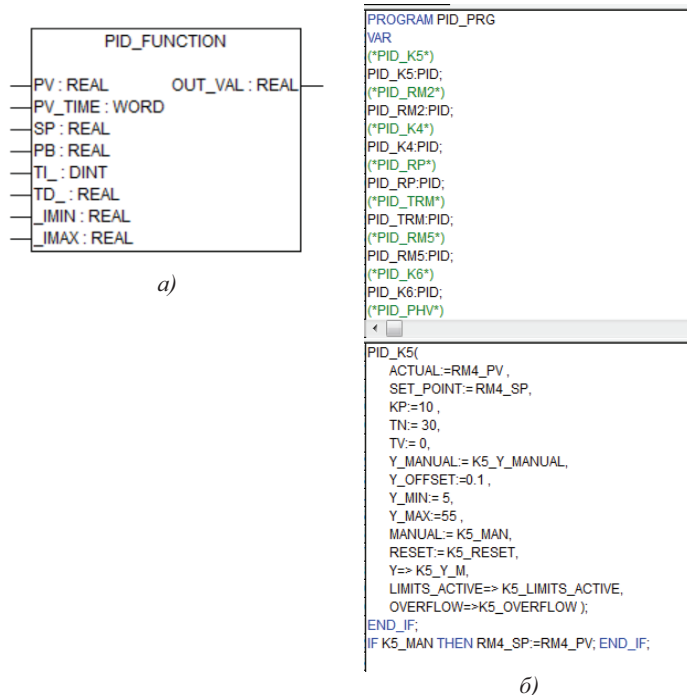 PID_FUNCTION
PV : REAL OUT_VAL : REAL
PV_TIME : WORD
SP : REAL
PB : REAL
TI_ : DINT
TD_ : REAL
_IMIN : REAL
_IMAX : REAL
а)
PROGRAM PID_PRG
VAR
(*PID_K5*)
PID_K5:PID;
(*PID_RM2*)
PID_RM2:PID;
(*PID_K4*)
PID_K4:PID;
(*PID_RP*)
PID_RP:PID;
(*PID_TRM*)
PID_TRM:PID;
(*PID_RM5*)
PID_RM5:PID;
(*PID_K6*)
PID_K6:PID;
(*PID_PHV*)
PID_K5(
ACTUAL:=RM4_PV ,
SET_POINT:= RM4_SP,
KP:=10 ,
TN:= 30,
TV:= 0,
Y_MANUAL:= K5_Y_MANUAL,
Y_OFFSET:=0.1 ,
Y_MIN:= 5,
Y_MAX:=55 ,
MANUAL:= K5_MAN,
RESET:= K5_RESET,
Y=> K5_Y_M,
LIMITS_ACTIVE=> K5_LIMITS_ACTIVE,
OVERFLOW=>K5_OVERFLOW );
END_IF;
IF K5_MAN THEN RM4_SP:=RM4_PV; END_IF;
б)